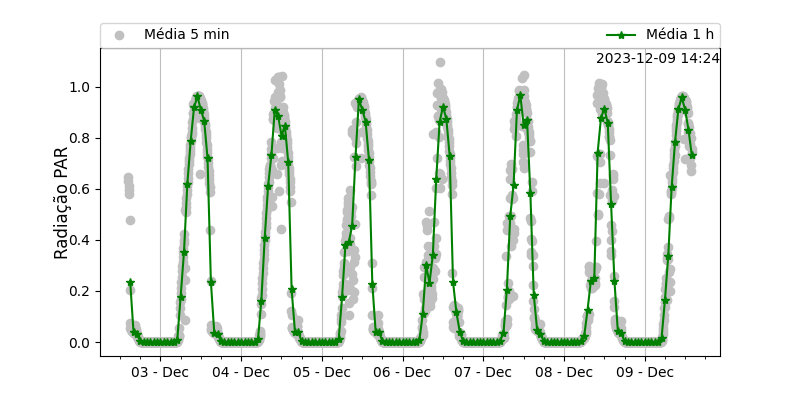 Média 5 min
Média 1 h
2023-12-09 14:24
Radiação PAR
1.0
0.8
0.6
0.4
0.2
0.0
03 - Dec
04 - Dec
05 - Dec
06 - Dec
07 - Dec
08 - Dec
09 - Dec